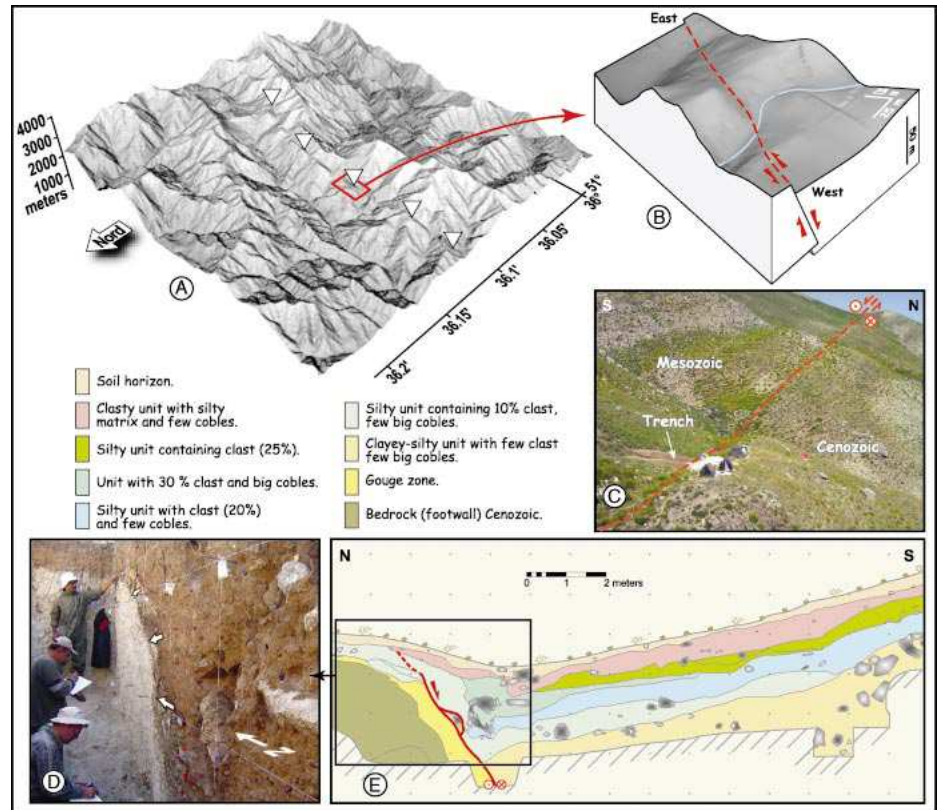 4000
3000
2000
1000
meters
Nord
A
36.2'
36.15'
36.1'
36.05'
36°
51°
East
West
50 m
B
S
N
Mesozoic
Trench
Cenozoic
C
Soil horizon.
Clasty unit with silty
matrix and few cobles.
Silty unit containing clast (25%).
Unit with 30 % clast and big cobles.
Silty unit with clast (20%)
and few cobles.
Silty unit containing 10% clast,
few big cobles.
Clayey-silty unit with few clast
few big cobles.
Gouge zone.
Bedrock (footwall) Cenozoic.
N
D
N
S
0 1 2 meters
E